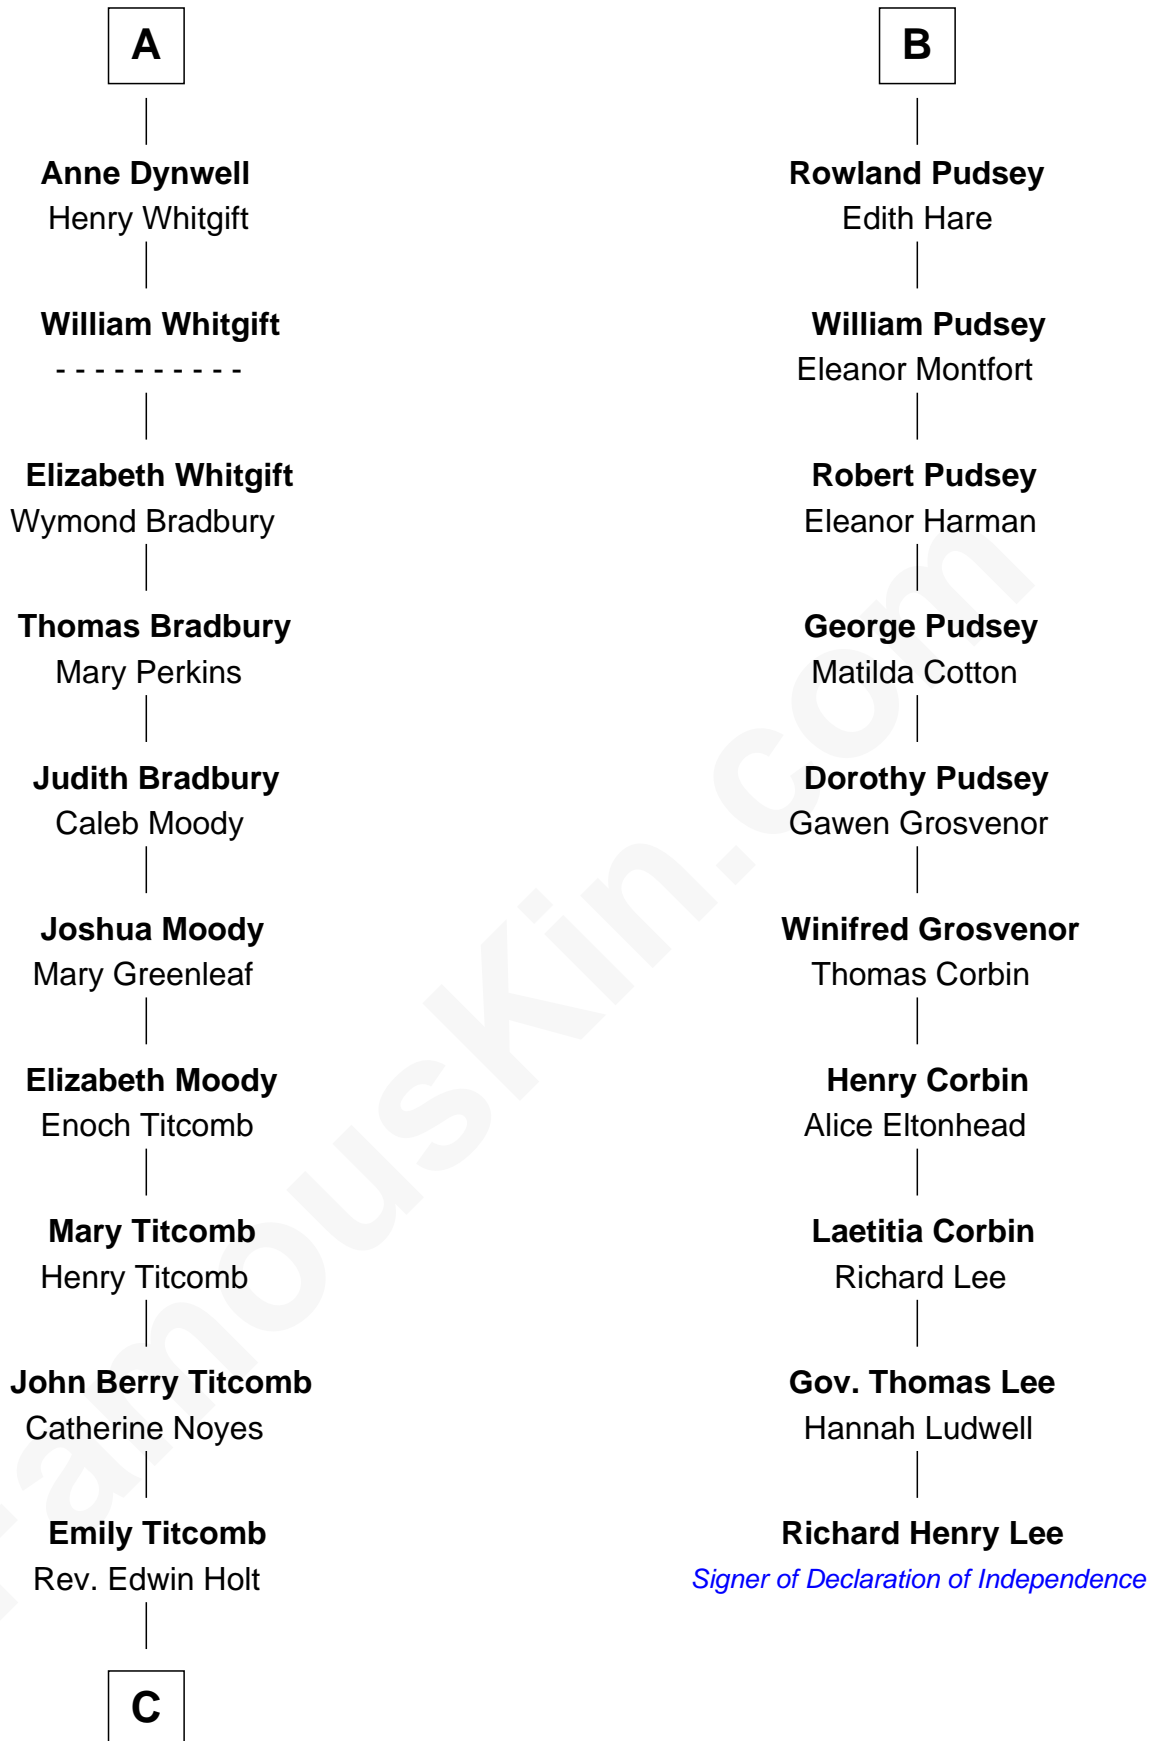 A
Anne Dynwell
Henry Whitgift
William Whitgift
- - - - - - - - - -
Elizabeth Whitgift
Wymond Bradbury
Thomas Bradbury
Mary Perkins
Judith Bradbury
Caleb Moody
Joshua Moody
Mary Greenleaf
Elizabeth Moody
Enoch Titcomb
Mary Titcomb
Henry Titcomb
John Berry Titcomb
Catherine Noyes
Emily Titcomb
Rev. Edwin Holt
C
B
Rowland Pudsey
Edith Hare
William Pudsey
Eleanor Montfort
Robert Pudsey
Eleanor Harman
George Pudsey
Matilda Cotton
Dorothy Pudsey
Gawen Grosvenor
Winifred Grosvenor
Thomas Corbin
Henry Corbin
Alice Eltonhead
Laetitia Corbin
Richard Lee
Gov. Thomas Lee
Hannah Ludwell
Richard Henry Lee
Signer of Declaration of Independence
FamousKin.com